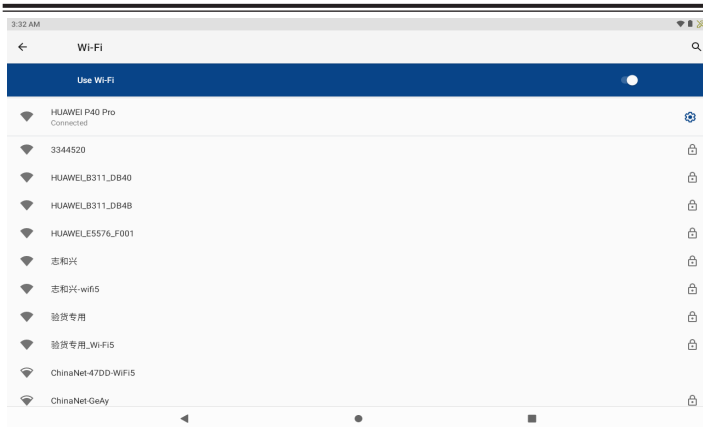 3:32 AM
Wi-Fi
Use Wi-Fi
HUAWEI P40 Pro
Connected
3344520
HUAWEI_B311_DB40
HUAWEI_B311_DB4B
HUAWEI_E5576_F001
志和兴
志和兴-wifi5
验货专用
验货专用_Wi-Fi5
ChinaNet-47DD-WiFi5
ChinaNet-GeAy